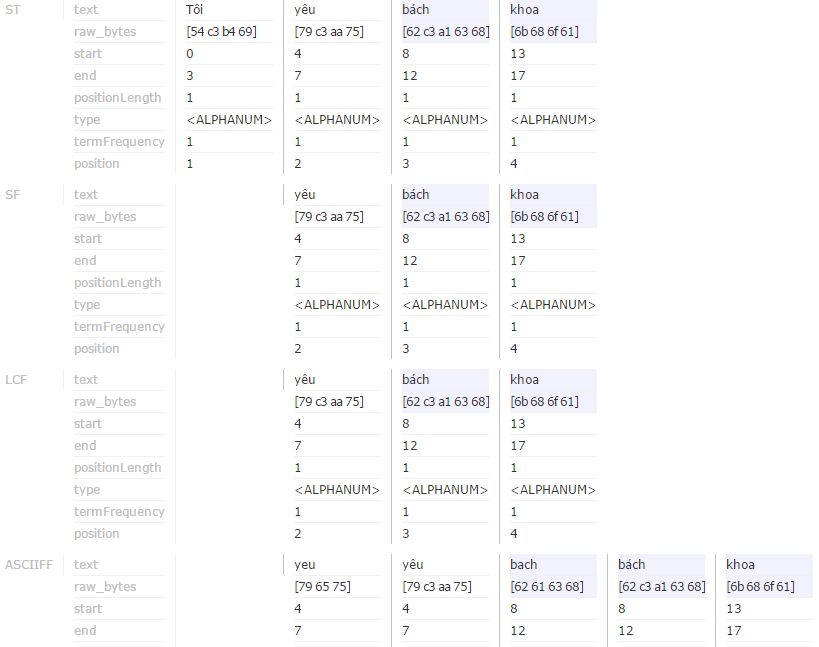 ST text Tôi yêu bách khoa
raw_bytes [54 c3 b4 69] [79 c3 aa 75] [62 c3 a1 63 68] [6b 68 6f 61]
start 0 4 8 13
end 3 7 12 17
positionLength 1 1 1 1
type <ALPHANUM> <ALPHANUM> <ALPHANUM> <ALPHANUM>
termFrequency 1 1 1 1
position 1 2 3 4
SF text yêu bách khoa
raw_bytes [79 c3 aa 75] [62 c3 a1 63 68] [6b 68 6f 61]
start 4 8 13
end 7 12 17
positionLength 1 1 1
type <ALPHANUM> <ALPHANUM> <ALPHANUM>
termFrequency 1 1 1
position 2 3 4
LCF text yêu bách khoa
raw_bytes [79 c3 aa 75] [62 c3 a1 63 68] [6b 68 6f 61]
start 4 8 13
end 7 12 17
positionLength 1 1 1
type <ALPHANUM> <ALPHANUM> <ALPHANUM>
termFrequency 1 1 1
position 2 3 4
ASCIIFF text yeu yêu bach bách khoa
raw_bytes [79 65 75] [79 c3 aa 75] [62 61 63 68] [62 c3 a1 63 68] [6b 68 6f 61]
start 4 4 8 8 13
end 7 7 12 12 17